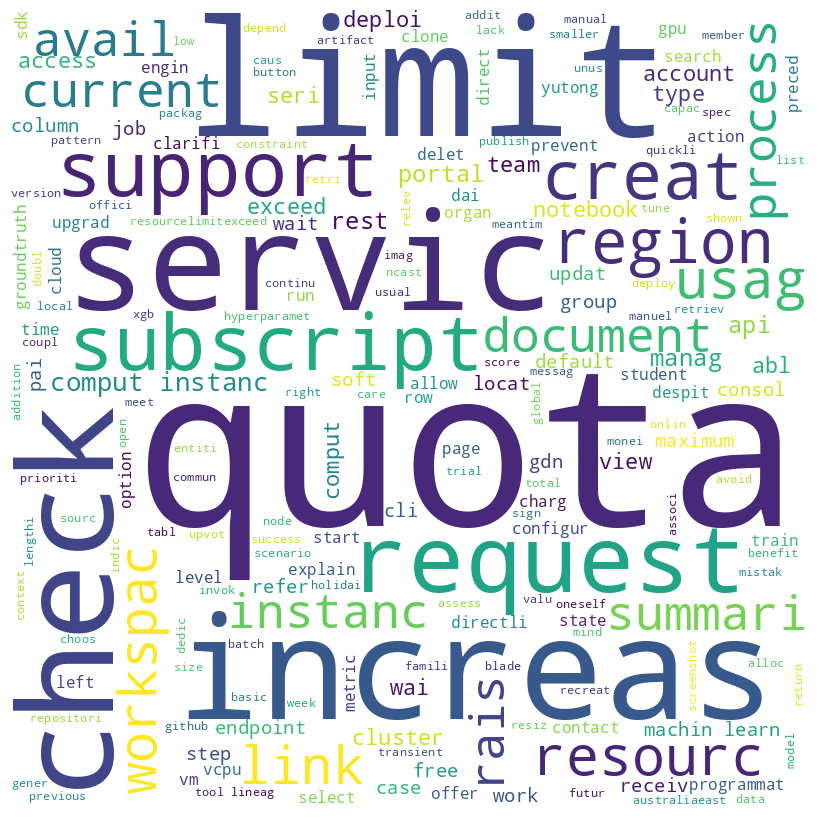 sdk low depend addit manual member
avail limit deploi artifact lack smaller gpu
clone search preced
access caus button engin input direct unus account process
current packag seri yutong type capac spec
column job publish action
pattern clarifi constraint prevent quickli list
support delet team creat
retri portal version
exceed dai notebook tune
offici relev shown
upgrad resourcelimitexceed wait rest organ meantim region
groundtruth doubl cloud servic imag ncast updat usag
local continu usual run group deploy retriev
xgb hyperparamet manuel
time subscript document api
coupl messag
pai score default manag abl
addition comput instanc soft allow locat student despit
right care row global consol
meet
check open entiti quota page monei onlin maximum
option commun comput gdn view
prioriti trial total avoid
cli charg associ
sourc node sign
tabl upvot success start configur
lengthi indic workspac scenario explain request train
context level holidai benefit
invok refer valu mistak
choos dedic instanc assess oneself state summari
size directli mind
left batch increas metric famili blade screenshot alloc
basic week wai recreat return
repositori github endpoint rais resiz contact machin learn
step cluster resourc model
vm vcpu link transient free
gener tool lineag case offer receiv programmat
previous select work futur australiaeast data